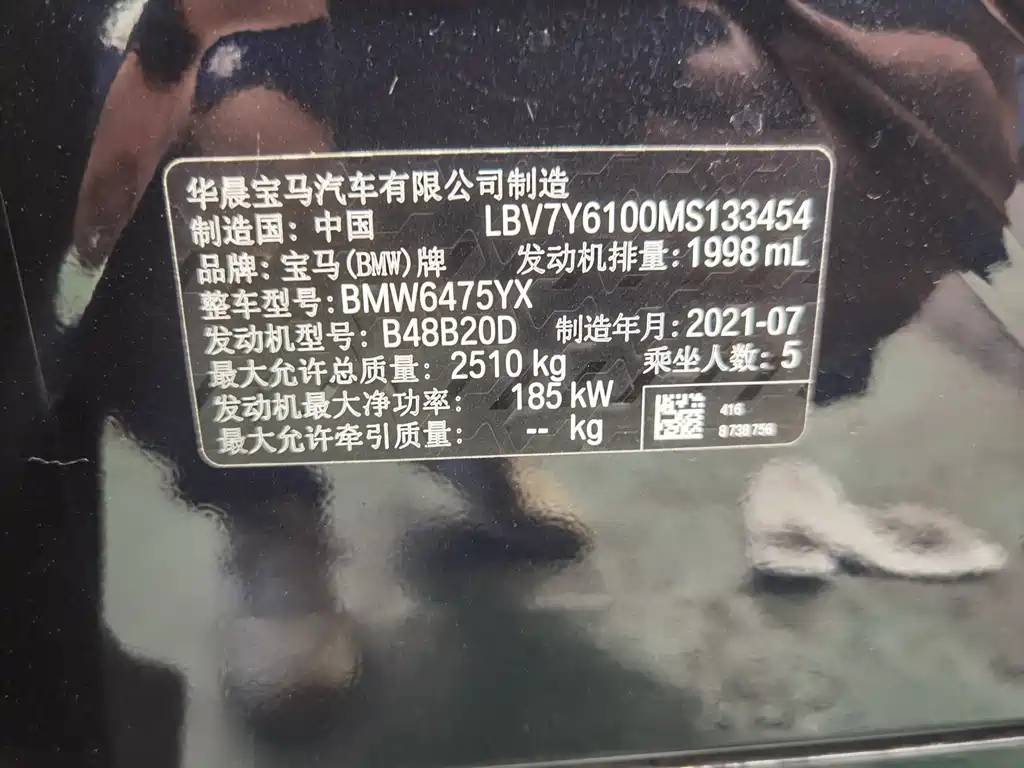 华晨宝马汽车有限公司制造
制造国：中国 LBV7Y6100MS133454
品牌：宝马(BMW)牌 发动机排量：1998 mL
整车型号：BMW6475YX
发动机型号：B48B20D 制造年月：2021-07
最大允许总质量：2510 kg 乘坐人数：5
发动机最大净功率：185 kW
最大允许牵引质量：-- kg
416
8 738 756